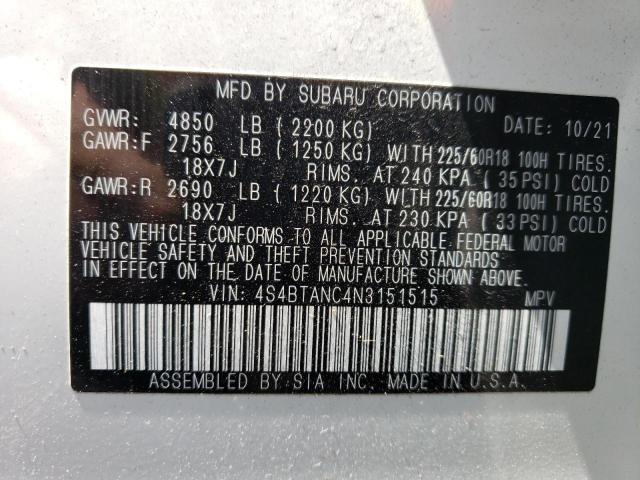 MFD BY SUBARU CORPORATION
GVWR: 4850 LB ( 2200 KG) DATE: 10/21
GAWR:F 2756 LB ( 1250 KG) WITH 225/60R18 100H TIRES.
18X7J RIMS. AT 240 KPA ( 35 PSI) COLD
GAWR:R 2690 LB ( 1220 KG) WITH 225/60R18 100H TIRES.
18X7J RIMS. AT 230 KPA ( 33 PSI) COLD
THIS VEHICLE CONFORMS TO ALL APPLICABLE FEDERAL MOTOR
VEHICLE SAFETY AND THEFT PREVENTION STANDARDS IN
EFFECT ON THE DATE OF MANUFACTURE SHOWN ABOVE.
VIN: 4S4BTANC4N3151515 MPV
ASSEMBLED BY SIA INC. MADE IN U.S.A.